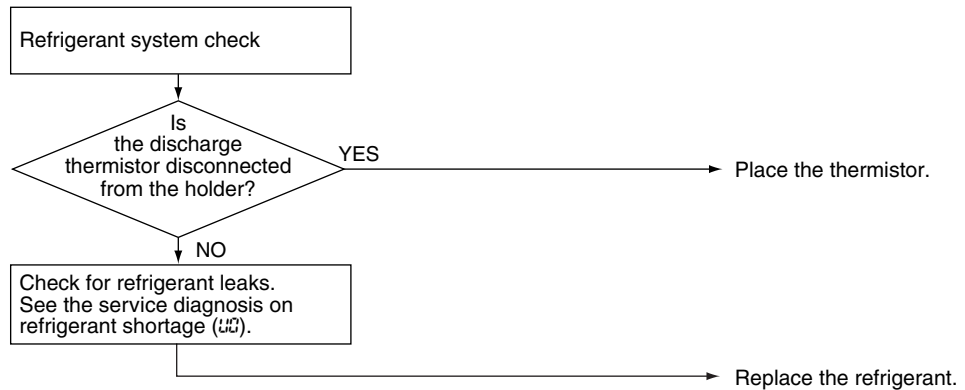 Refrigerant system check
Is
the discharge
thermistor disconnected
from the holder?
YES
Place the thermistor.
NO
Check for refrigerant leaks.
See the service diagnosis on
refrigerant shortage (U0).
Replace the refrigerant.